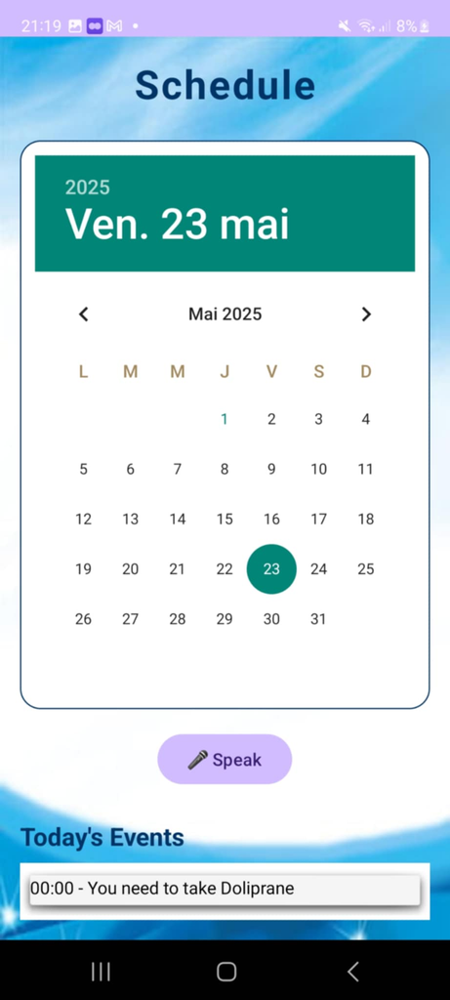 21:19 8%
Schedule
2025
Ven. 23 mai
Mai 2025
L M M J V S D
1 2 3 4
5 6 7 8 9 10 11
12 13 14 15 16 17 18
19 20 21 22 23 24 25
26 27 28 29 30 31
Speak
Today's Events
00:00 - You need to take Doliprane